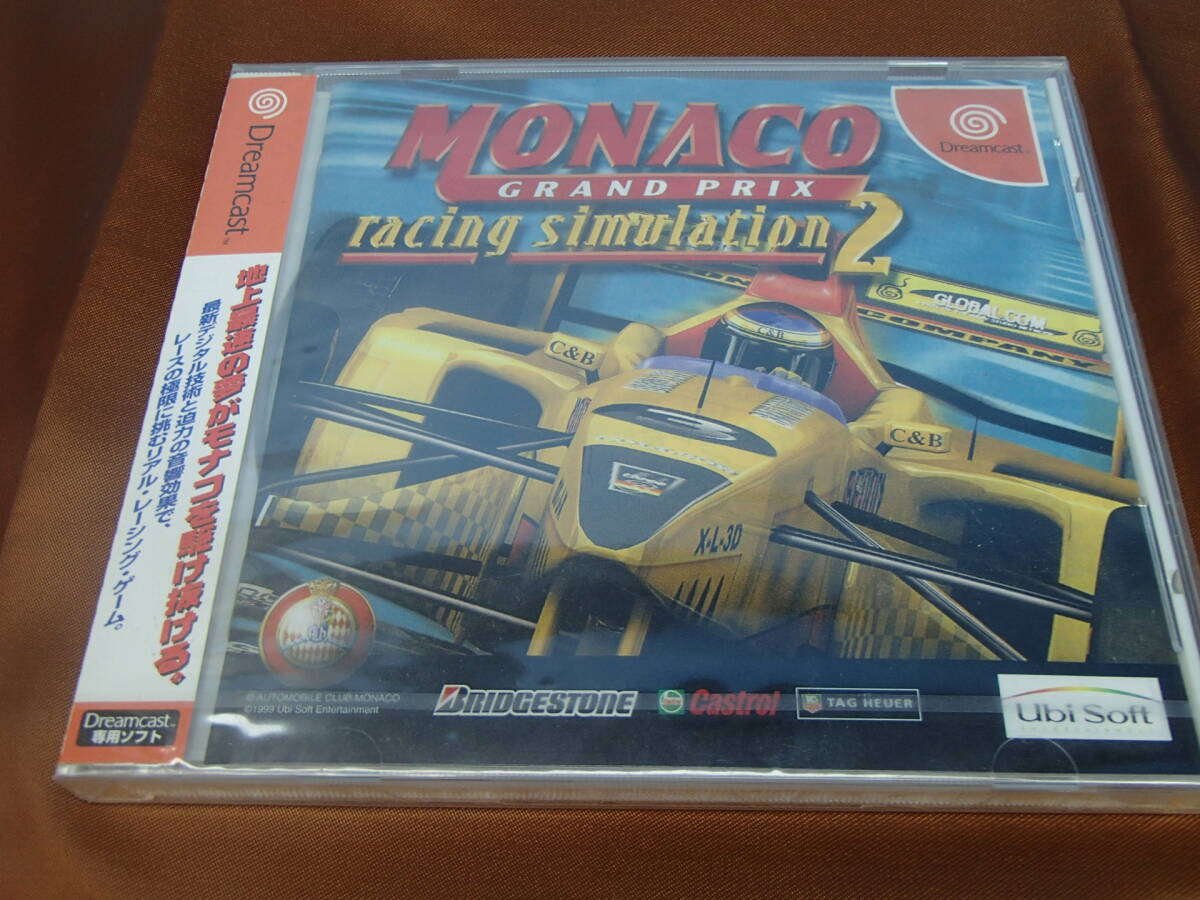 Dreamcast™
地上最速の夢がモナコを駆け抜ける。
最新デジタル技術と迫力の音響効果で、
レースの極限に挑むリアル・レーシング・ゲーム。
Dreamcast™
専用ソフト
MONACO
GRAND PRIX
racing simulation 2
Dreamcast™
GLOBAL COM
COMPANY
C&B
C&B
C&B
3
X-L-3D
© AUTOMOBILE CLUB MONACO
©1999 Ubi Soft Entertainment
BRIDGESTONE
Castrol
TAG HEUER
Ubi Soft